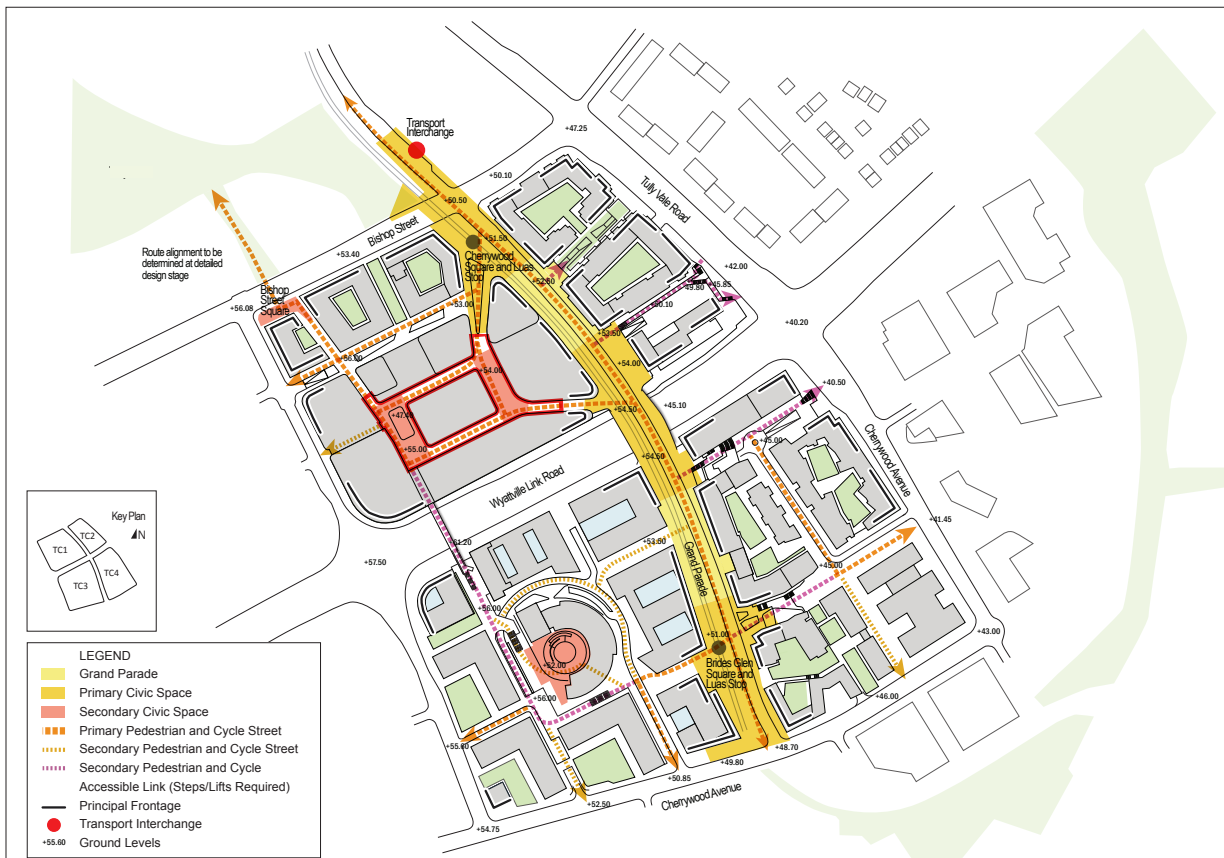 +47.25
Transport
Interchange
+50.10
+50.50
Tully Vale Road
Bishop Street
+51.50
+53.40
Cherrywood
Square and Luas
Stop
Route alignment to be
determined at detailed
design stage
+42.00
+52.60
+45.85
49.80
Bishop
Street
Square
+56.08
+53.00
+50.10
+40.20
+53.50
+56.00
+54.00
+54.00
+40.50
+47.40
+54.50
+45.10
+45.00
+55.00
+54.50
Cherrywood Avenue
Wyattville Link Road
Key Plan
N
TC1
TC2
TC3
TC4
+41.45
+53.50
+57.50
Grand Parade
+45.00
+56.00
+51.00
+43.00
Brides Glen
Square and
Luas Stop
+52.00
+46.00
+56.00
+48.70
+49.80
+50.85
Cherrywood Avenue
+52.50
+54.75
LEGEND
Grand Parade
Primary Civic Space
Secondary Civic Space
Primary Pedestrian and Cycle Street
Secondary Pedestrian and Cycle Street
Secondary Pedestrian and Cycle
Accessible Link (Steps/Lifts Required)
Principal Frontage
Transport Interchange
+55.60 Ground Levels